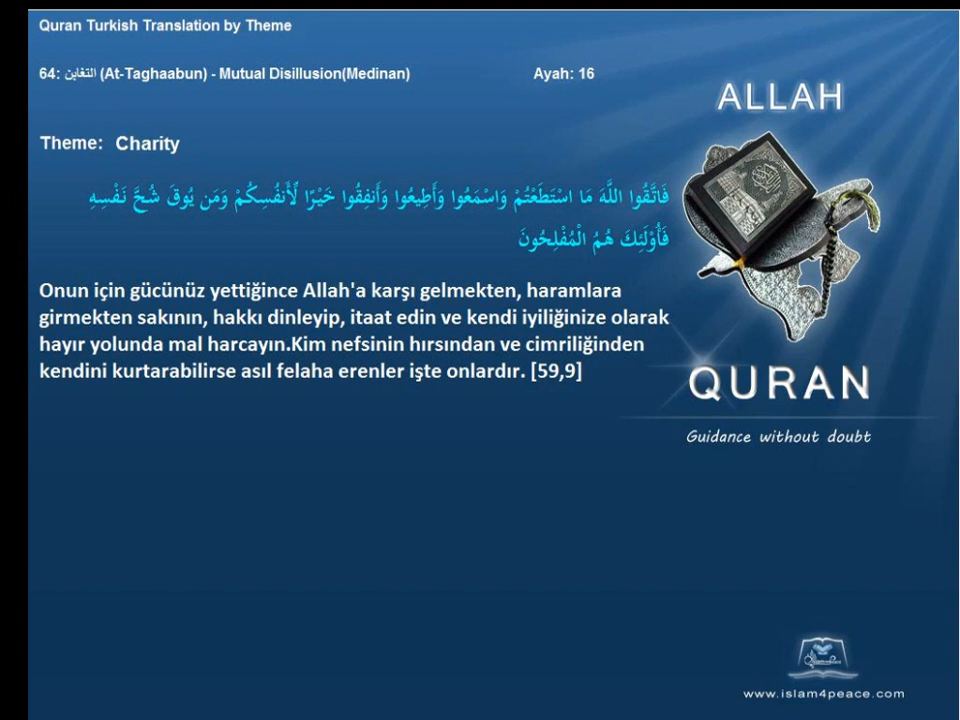 Quran Turkish Translation by Theme
64: التغابن (At-Taghaabun) - Mutual Disillusion(Medinan) Ayah: 16
Theme: Charity
فَاتَّقُوا اللَّهَ مَا اسْتَطَعْتُمْ وَاسْمَعُوا وَأَطِيعُوا وَأَنفِقُوا خَيْرًا لِّأَنفُسِكُمْ وَمَن يُوقَ شُحَّ نَفْسِهِ
فَأُوْلَئِكَ هُمُ الْمُفْلِحُونَ
Onun için gücünüz yettiğince Allah'a karşı gelmekten, haramlara
girmekten sakının, hakkı dinleyip, itaat edin ve kendi iyiliğinize olarak
hayır yolunda mal harcayın.Kim nefsinin hırsından ve cimriliğinden
kendini kurtarabilirse asıl felaha erenler işte onlardır. [59,9]
ALLAH
QURAN
Guidance without doubt
www.islam4peace.com